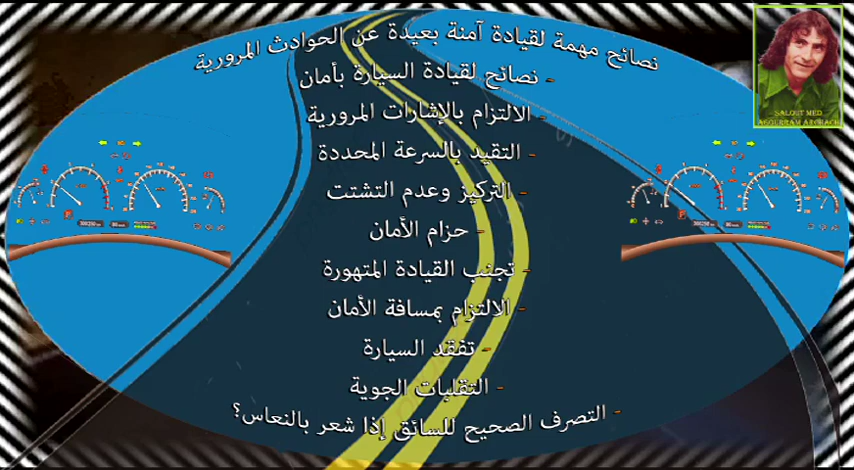 نصائح مهمة لقيادة آمنة بعيدة عن الحوادث المرورية
- نصائح لقيادة السيارة بأمان
- الالتزام بالإشارات المرورية
- التقيد بالسرعة المحددة
- التركيز وعدم التشتت
- حزام الأمان
- تجنب القيادة المتهورة
- الالتزام بمسافة الأمان
- تفقد السيارة
- التقلبات الجوية
- التصرف الصحيح للسائق إذا شعر بالنعاس؟
SALOUT MED